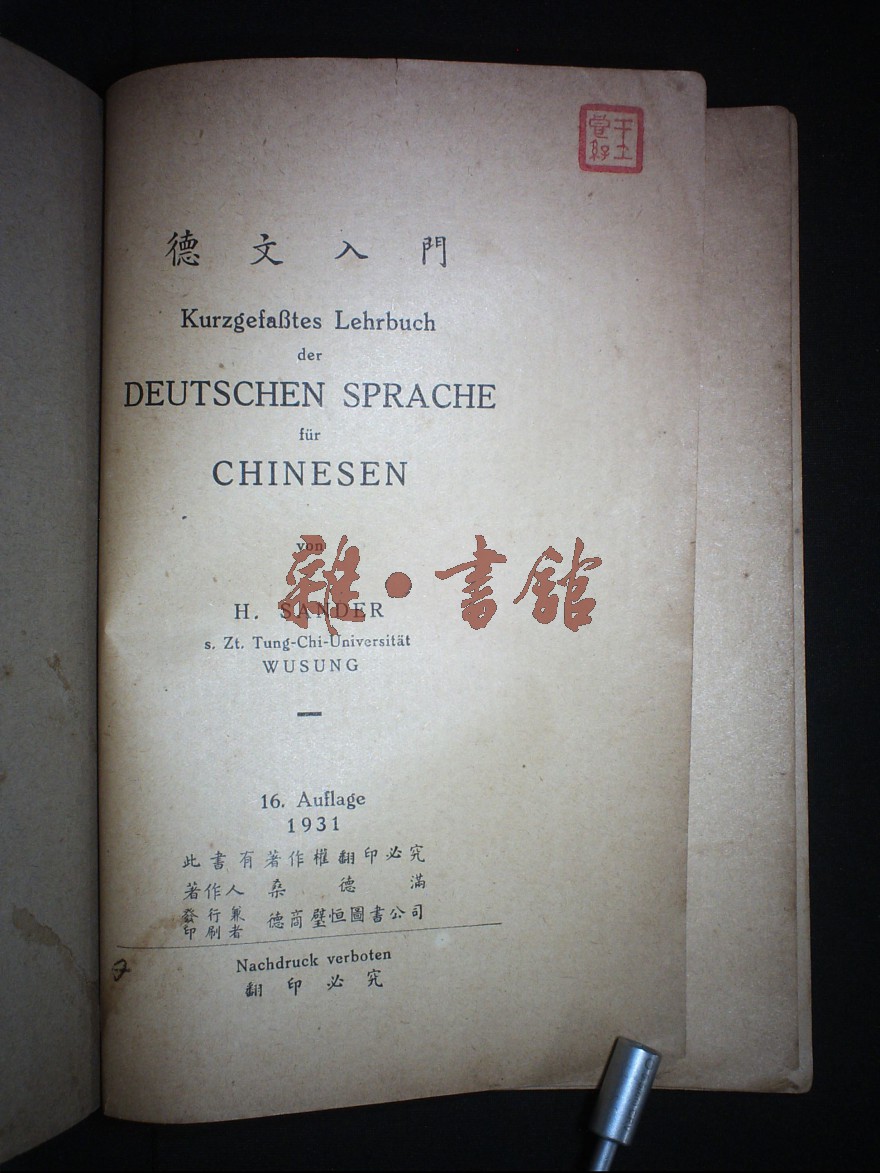 德文入門
Kurzgefaßtes Lehrbuch
der
DEUTSCHEN SPRACHE
für
CHINESEN
von
雜·書館
H. SANDER
s. Zt. Tung-Chi-Universität
WUSUNG
16. Auflage
1931
此書有著作權翻印必究
著作人 桑德滿
發行兼印刷者 德商璧恒圖書公司
Nachdruck verboten
翻印必究